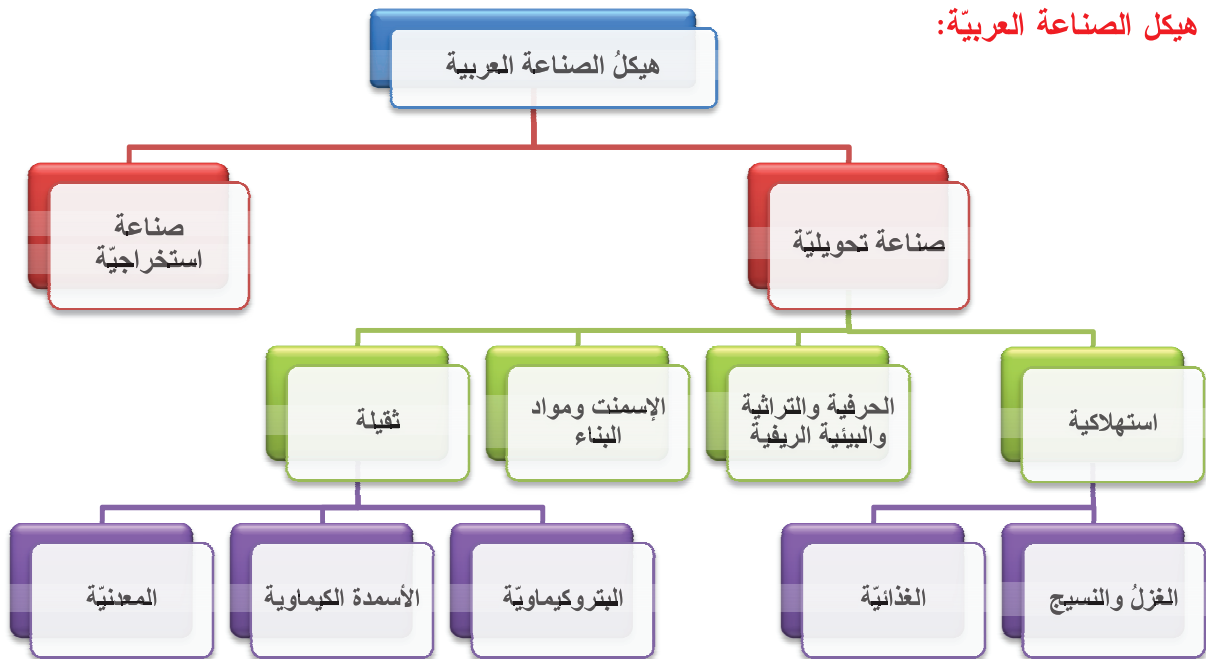 هيكل الصناعة العربيّة:
هيكلُ الصناعة العربية
صناعة تحويليّة
صناعة
استخراجيّة
استهلاكية
الحرفية والتراثية
والبيئية الريفية
الإسمنت ومواد
البناء
ثقيلة
الغزلُ والنسيج
الغذائيّة
البتروكيماويّة
الأسمدة الكيماوية
المعدنيّة